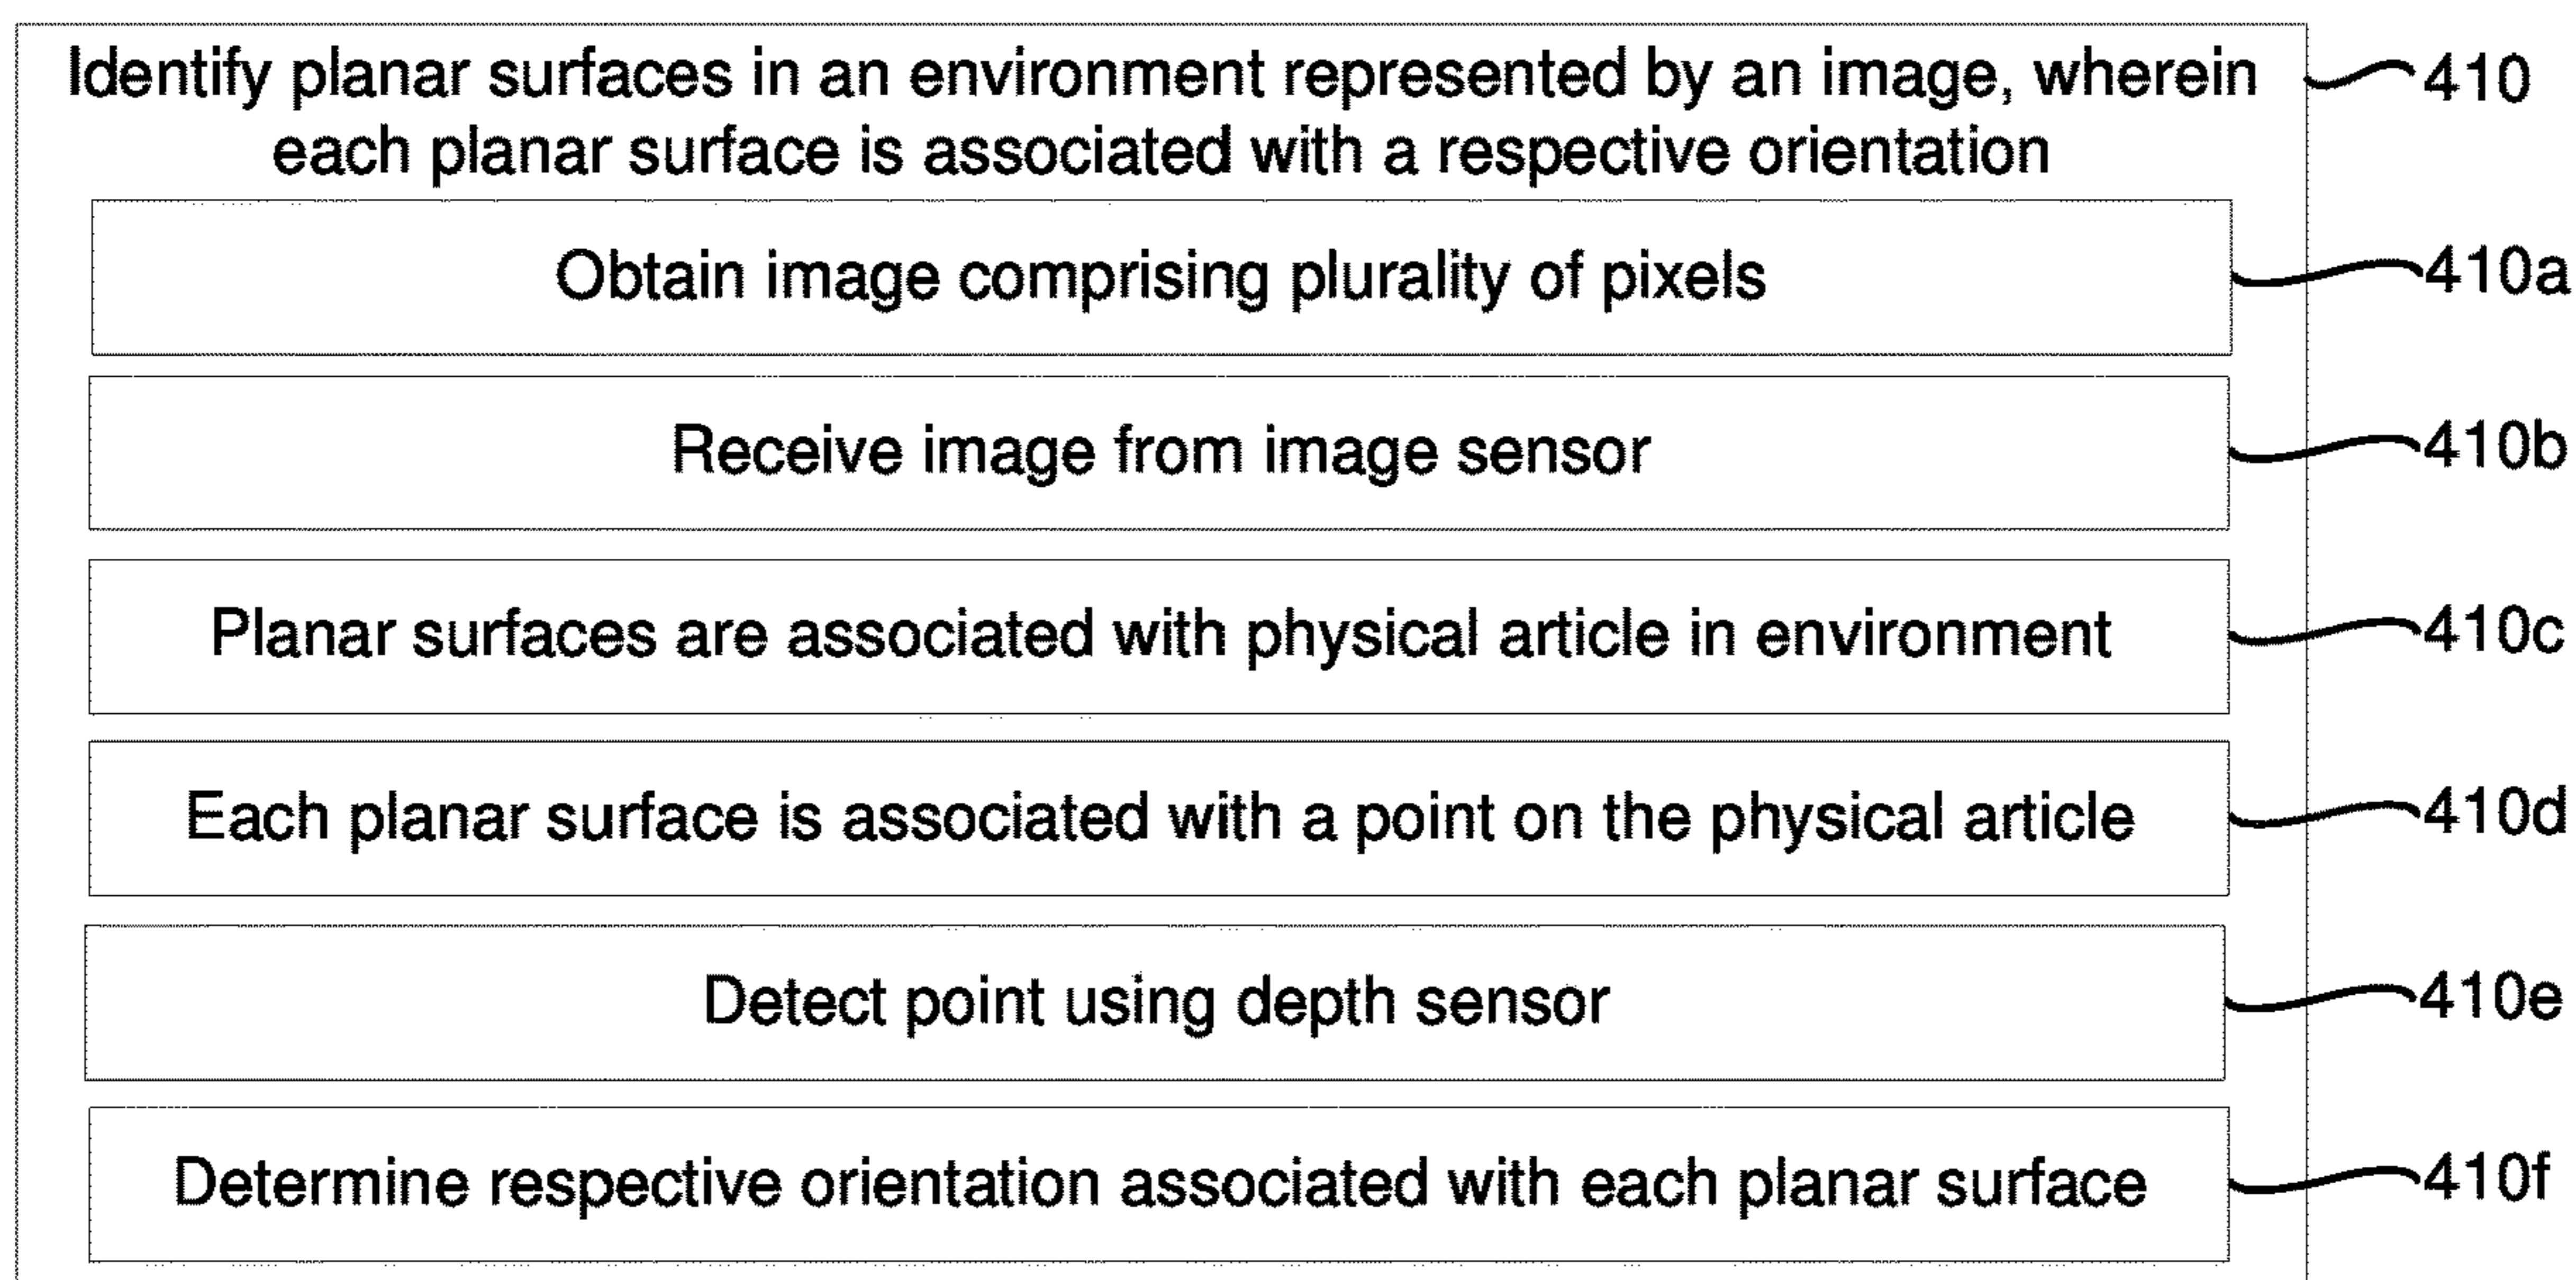 Identify planar surfaces in an environment represented by an image, wherein 410
each planar surface is associated with a respective orientation
Obtain image comprising plurality of pixels 410a
Receive image from image sensor 410b
Planar surfaces are associated with physical article in environment 410c
Each planar surface is associated with a point on the physical article 410d
Detect point using depth sensor 410e
Determine respective orientation associated with each planar surface 410f